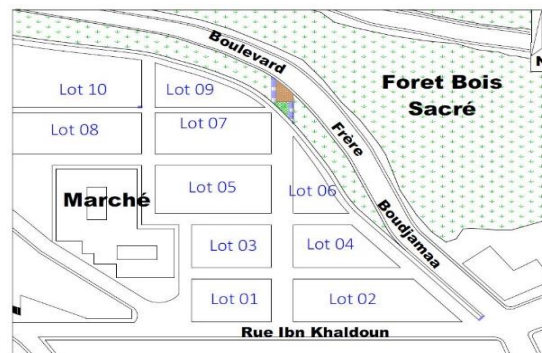 Boulevard
Foret Bois
Sacré
N
Lot 10
Lot 09
Lot 08
Lot 07
Frère
Marché
Lot 05
Lot 06
Boudjamaa
Lot 03
Lot 04
Lot 01
Lot 02
Rue Ibn Khaldoun